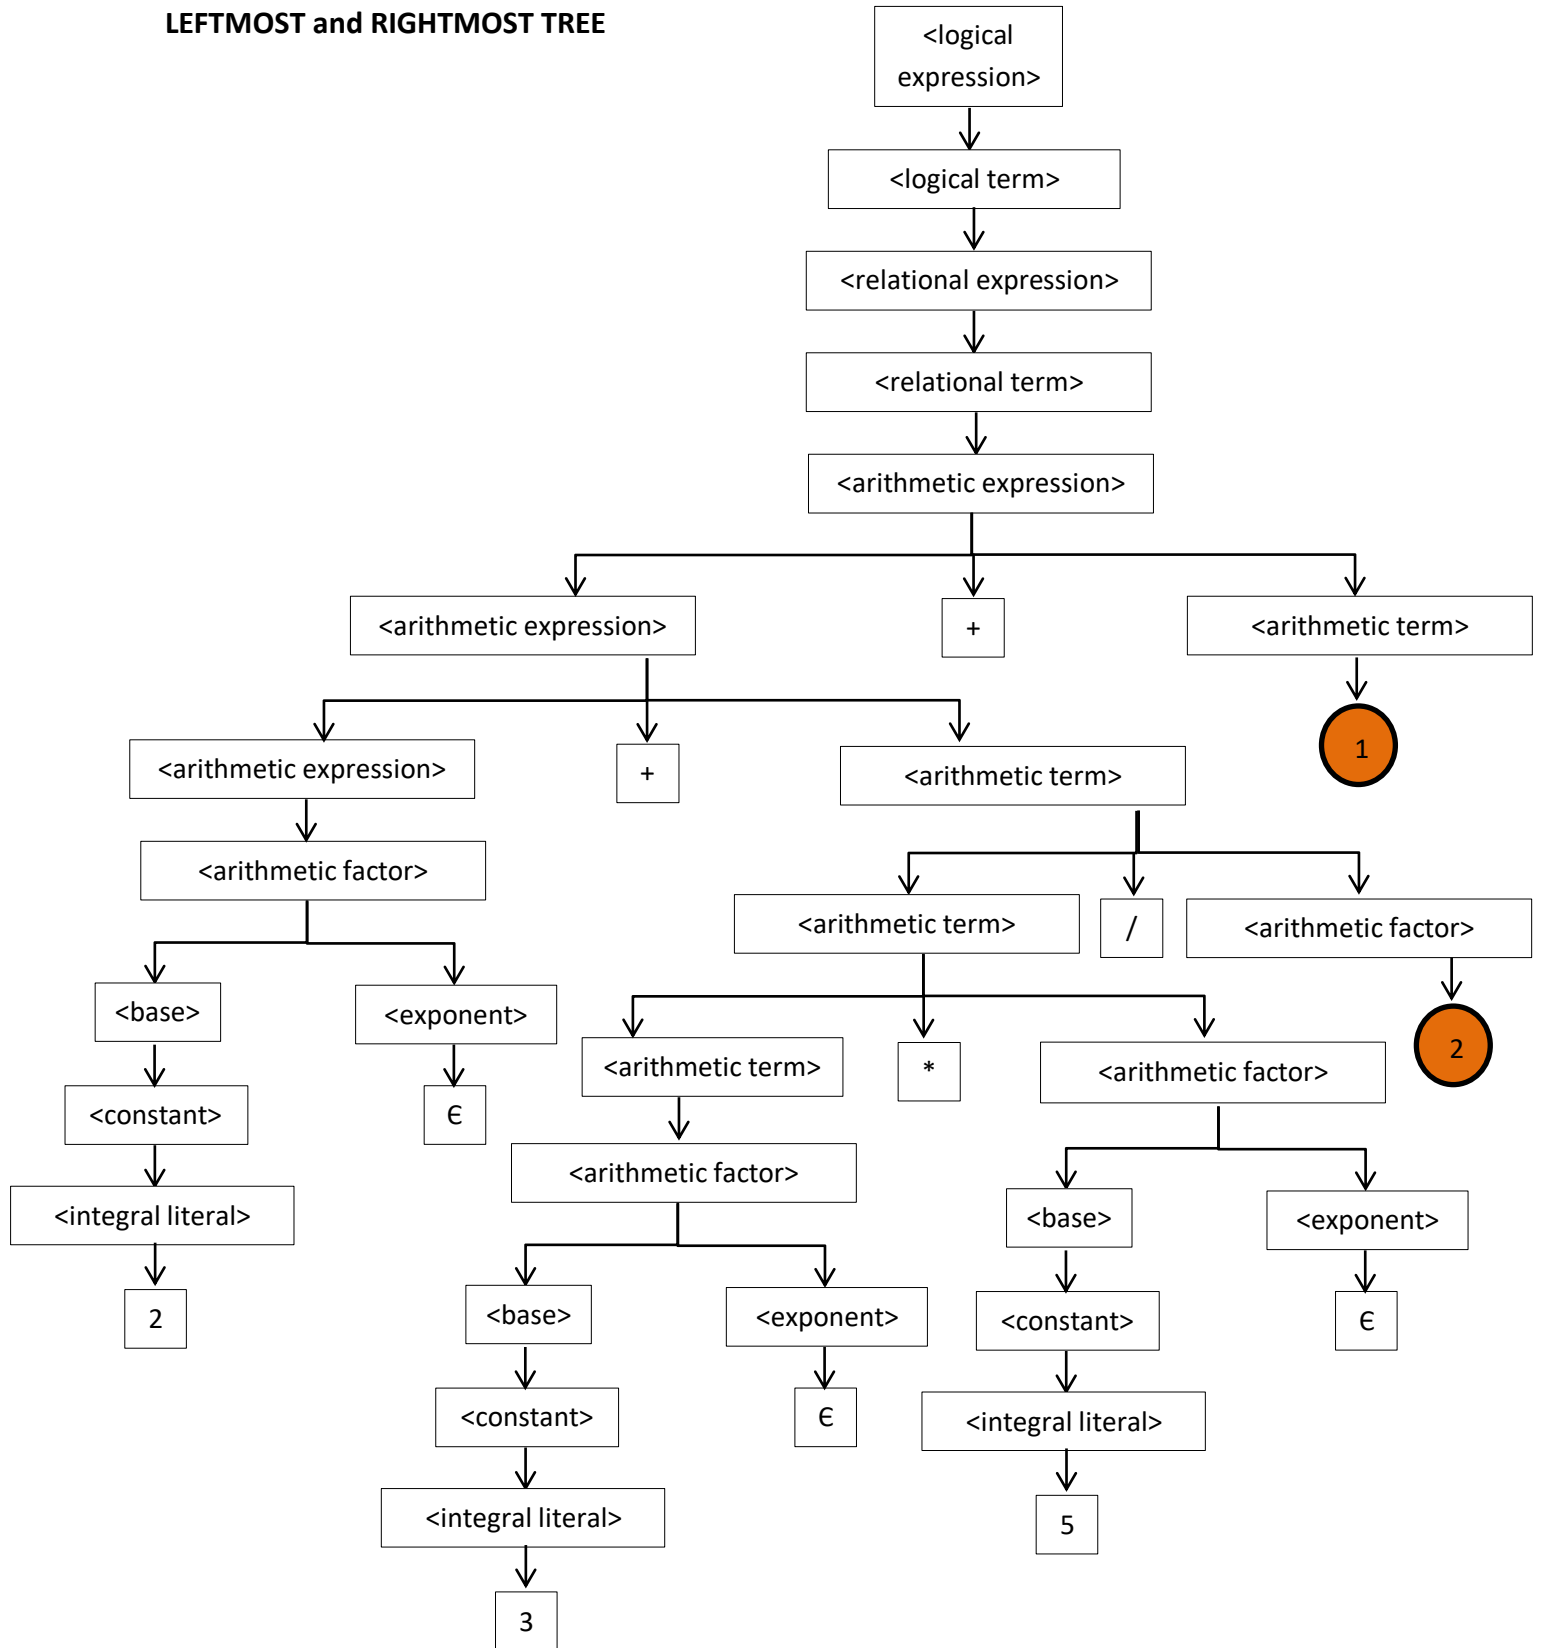 LEFTMOST and RIGHTMOST TREE
<logical
expression>
<logical term>
<relational expression>
<relational term>
<arithmetic expression>
<arithmetic expression>
+
<arithmetic term>
1
<arithmetic expression>
+
<arithmetic term>
<arithmetic factor>
<arithmetic term>
/
<arithmetic factor>
<base>
<exponent>
<arithmetic term>
*
<arithmetic factor>
2
<constant>
Є
<arithmetic factor>
<integral literal>
<base>
<exponent>
2
<base>
<exponent>
<constant>
Є
<constant>
Є
<integral literal>
<integral literal>
5
3